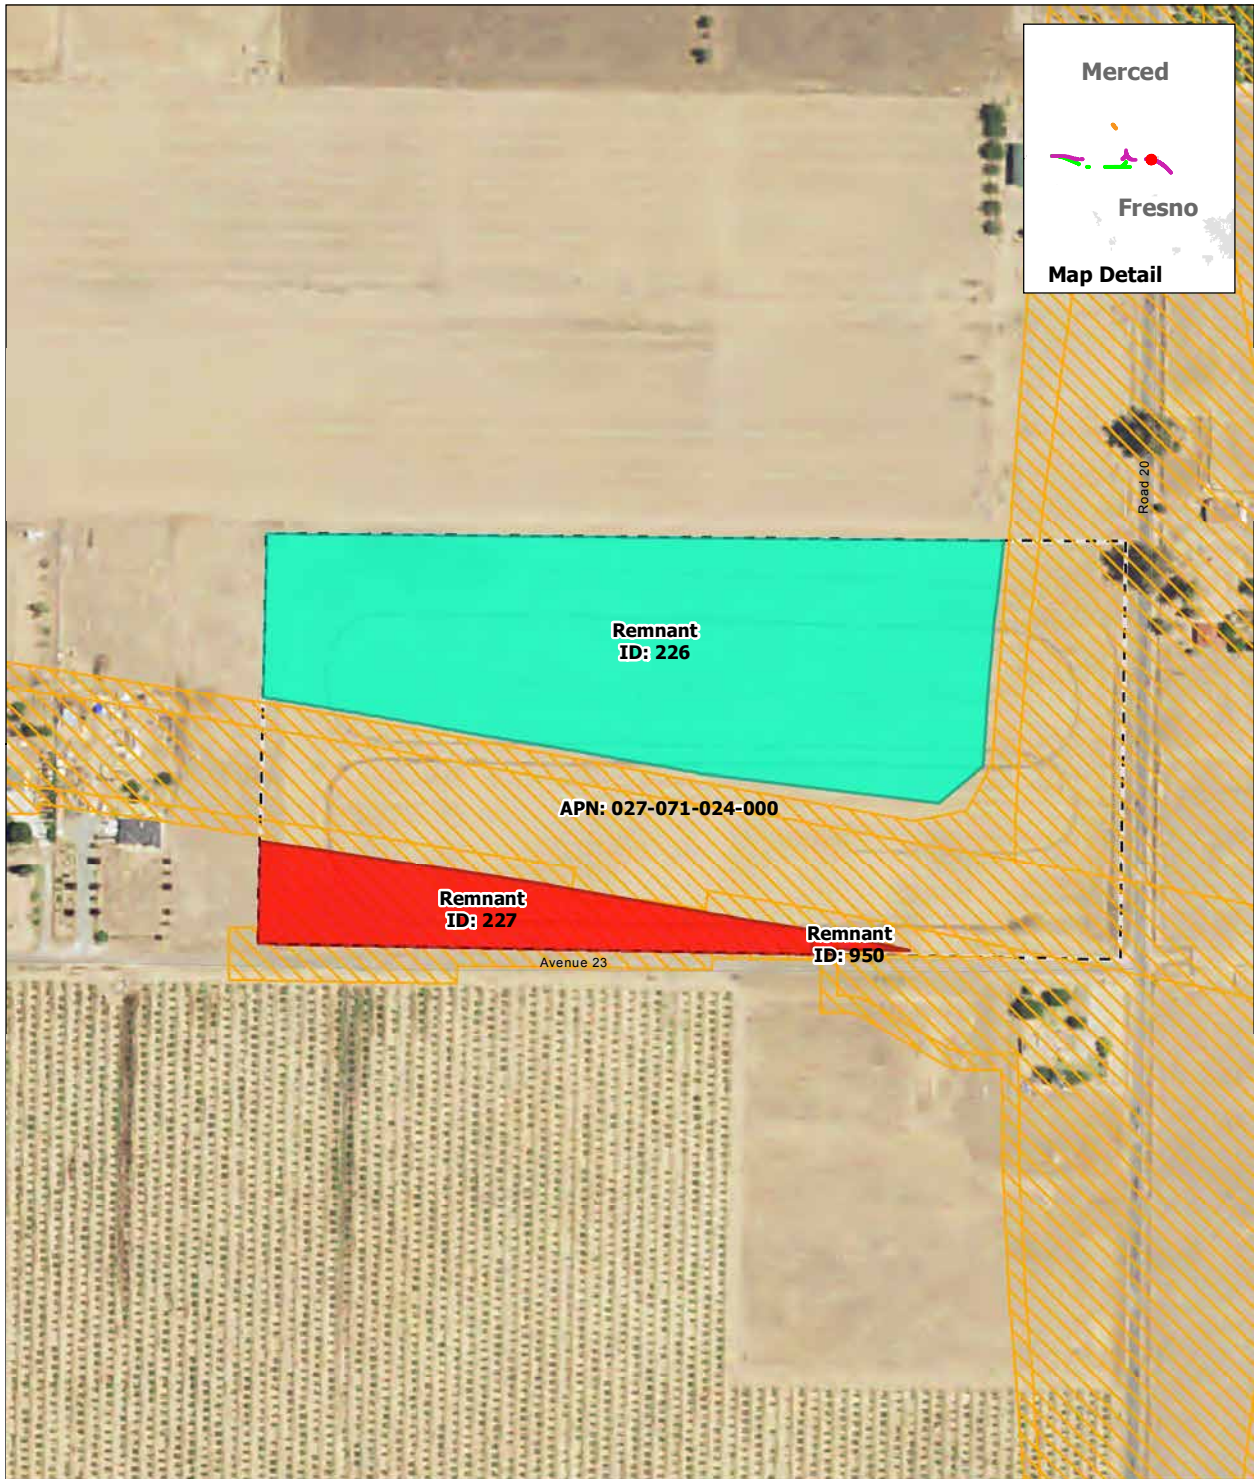 Merced
Fresno
Map Detail
Road 20
Remnant
ID: 226
APN: 027-071-024-000
Remnant
ID: 227
Remnant
ID: 950
Avenue 23